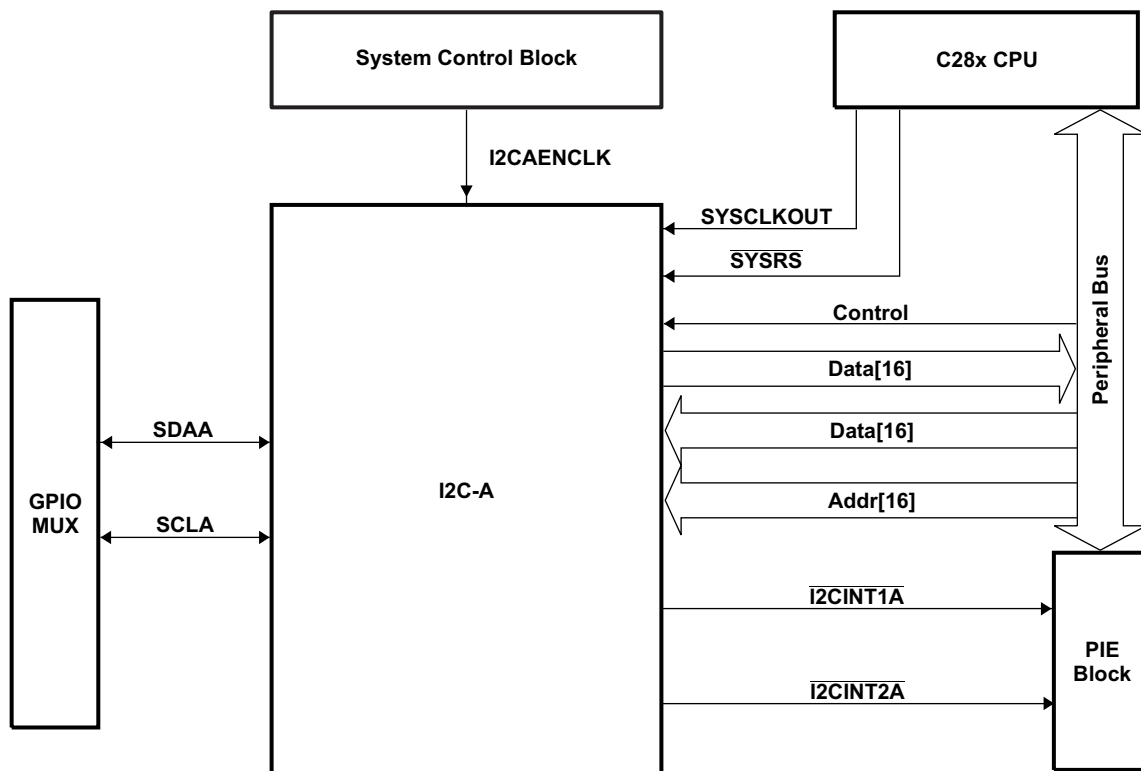 System Control Block
C28x CPU
I2CAENCLK
SYSCLKOUT
SYSRS
Control
Data[16]
Peripheral Bus
SDAA
Data[16]
I2C-A
GPIO
MUX
SCLA
Addr[16]
I2CINT1A
PIE
Block
I2CINT2A